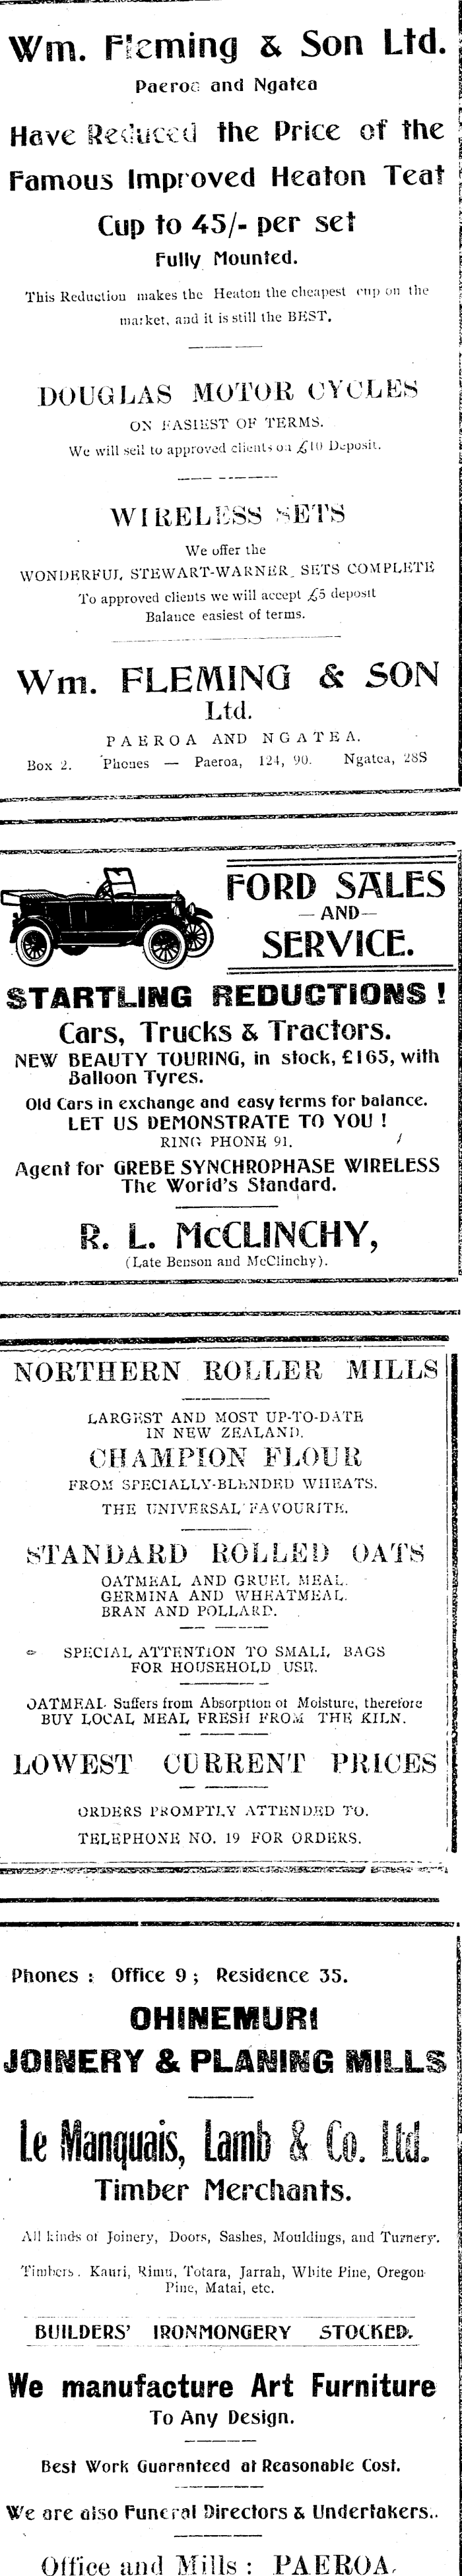 Wm. Fleming & Son Ltd.
Paeroa and Ngatea
Have Reduced the Price of the
Famous Improved Heaton Teat
Cup to 45/- per set
Fully Mounted.
This Reduction makes the Heaton the cheapest cup on the
market, and it is still the BEST.
DOUGLAS MOTOR CYCLES
ON EASIEST OF TERMS.
We will sell to approved clients on £10 Deposit.
WIRELESS SETS
We offer the
WONDERFUL STEWART-WARNER SETS COMPLETE
To approved clients we will accept £5 deposit
Balance easiest of terms.
Wm. FLEMING & SON
Ltd.
PAEROA AND NGATEA.
Box 2. 'Phones — Paeroa, 124, 90. Ngatea, 28S
FORD SALES
—AND—
SERVICE.
STARTLING REDUCTIONS !
Cars, Trucks & Tractors.
NEW BEAUTY TOURING, in stock, £165, with
Balloon Tyres.
Old Cars in exchange and easy terms for balance.
LET US DEMONSTRATE TO YOU !
RING PHONE 91.
Agent for GREBE SYNCHROPHASE WIRELESS
The World's Standard.
R. L. McCLINCHY,
(Late Benson and McClinchy).
NORTHERN ROLLER MILLS
LARGEST AND MOST UP-TO-DATE
IN NEW ZEALAND.
CHAMPION FLOUR
FROM SPECIALLY-BLENDED WHEATS.
THE UNIVERSAL FAVOURITE.
STANDARD ROLLED OATS
OATMEAL AND GRUEL MEAL.
GERMINA AND WHEATMEAL.
BRAN AND POLLARD.
SPECIAL ATTENTION TO SMALL BAGS
FOR HOUSEHOLD USE.
OATMEAL Suffers from Absorption of Moisture, therefore
BUY LOCAL MEAL FRESH FROM THE KILN.
LOWEST CURRENT PRICES
ORDERS PROMPTLY ATTENDED TO.
TELEPHONE NO. 19 FOR ORDERS.
Phones : Office 9 ; Residence 35.
OHINEMURI
JOINERY & PLANING MILLS
Le Manquais, Lamb & Co. Ltd.
Timber Merchants.
All kinds of Joinery, Doors, Sashes, Mouldings, and Turnery.
Timbers. Kauri, Rimu, Totara, Jarrah, White Pine, Oregon
Pine, Matai, etc.
BUILDERS' IRONMONGERY STOCKED.
We manufacture Art Furniture
To Any Design.
Best Work Guaranteed at Reasonable Cost.
We are also Funeral Directors & Undertakers..
Office and Mills : PAEROA.